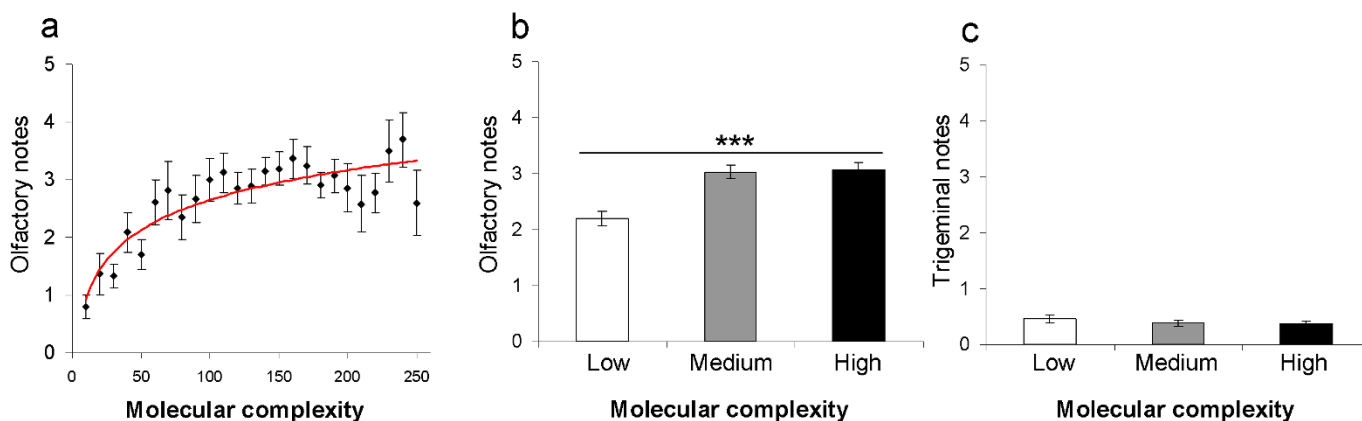 a
5
4
3
2
1
0
Olfactory notes
0 50 100 150 200 250
Molecular complexity
b
5
4
3
2
1
0
Olfactory notes
***
Low Medium High
Molecular complexity
c
5
4
3
2
1
0
Trigeminal notes
Low Medium High
Molecular complexity